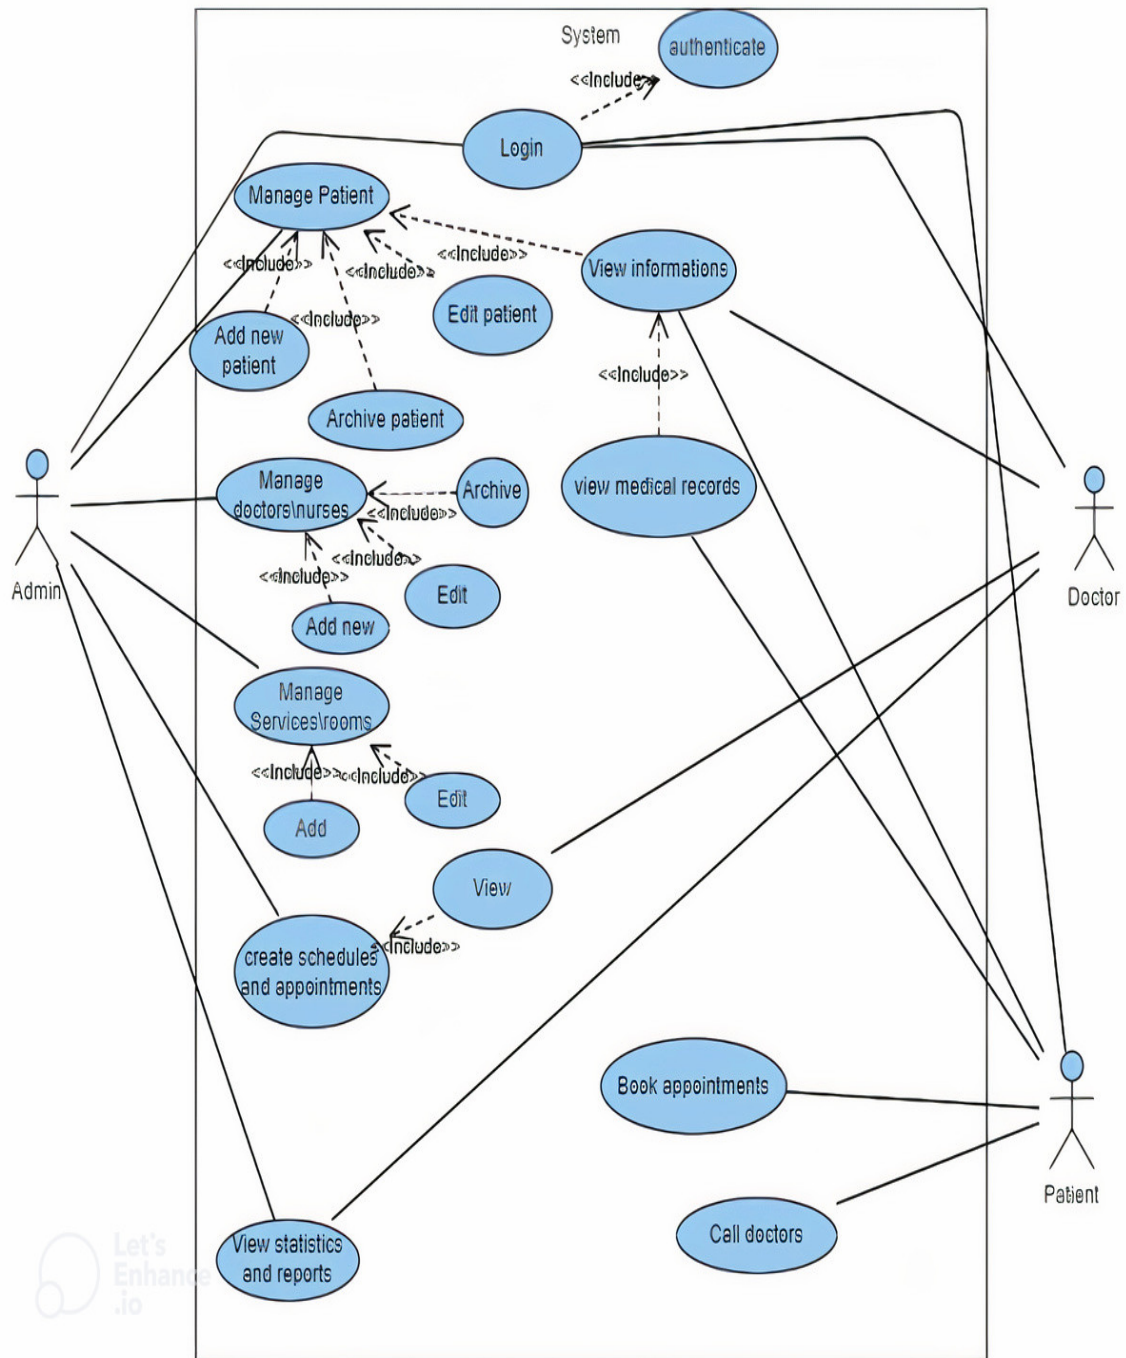 System
authenticate
<<Include>>
Login
Manage Patient
<<Include>>
<<Include>>
<<Include>>
View informations
Add new
patient
<<Include>>
Edit patient
<<Include>>
Archive patient
Manage
doctors\nurses
Archive
<<Include>>
view medical records
<<Include>>
<<Include>>
Edit
Add new
Admin
Doctor
Manage
Services\rooms
<<Include>>
<<Include>>
Edit
Add
View
<<Include>>
create schedules
and appointments
Book appointments
Patient
Call doctors
View statistics
and reports
Let's
Enhance
.io